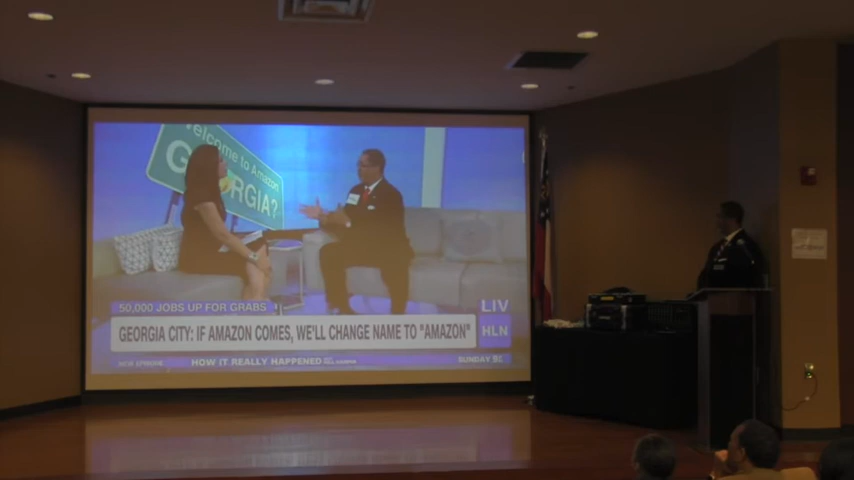 Welcome to Amazon
GEORGIA?
50,000 JOBS UP FOR GRABS
LIV
GEORGIA CITY: IF AMAZON COMES, WE'LL CHANGE NAME TO "AMAZON"
HLN
HOW IT REALLY HAPPENED
SUNDAY